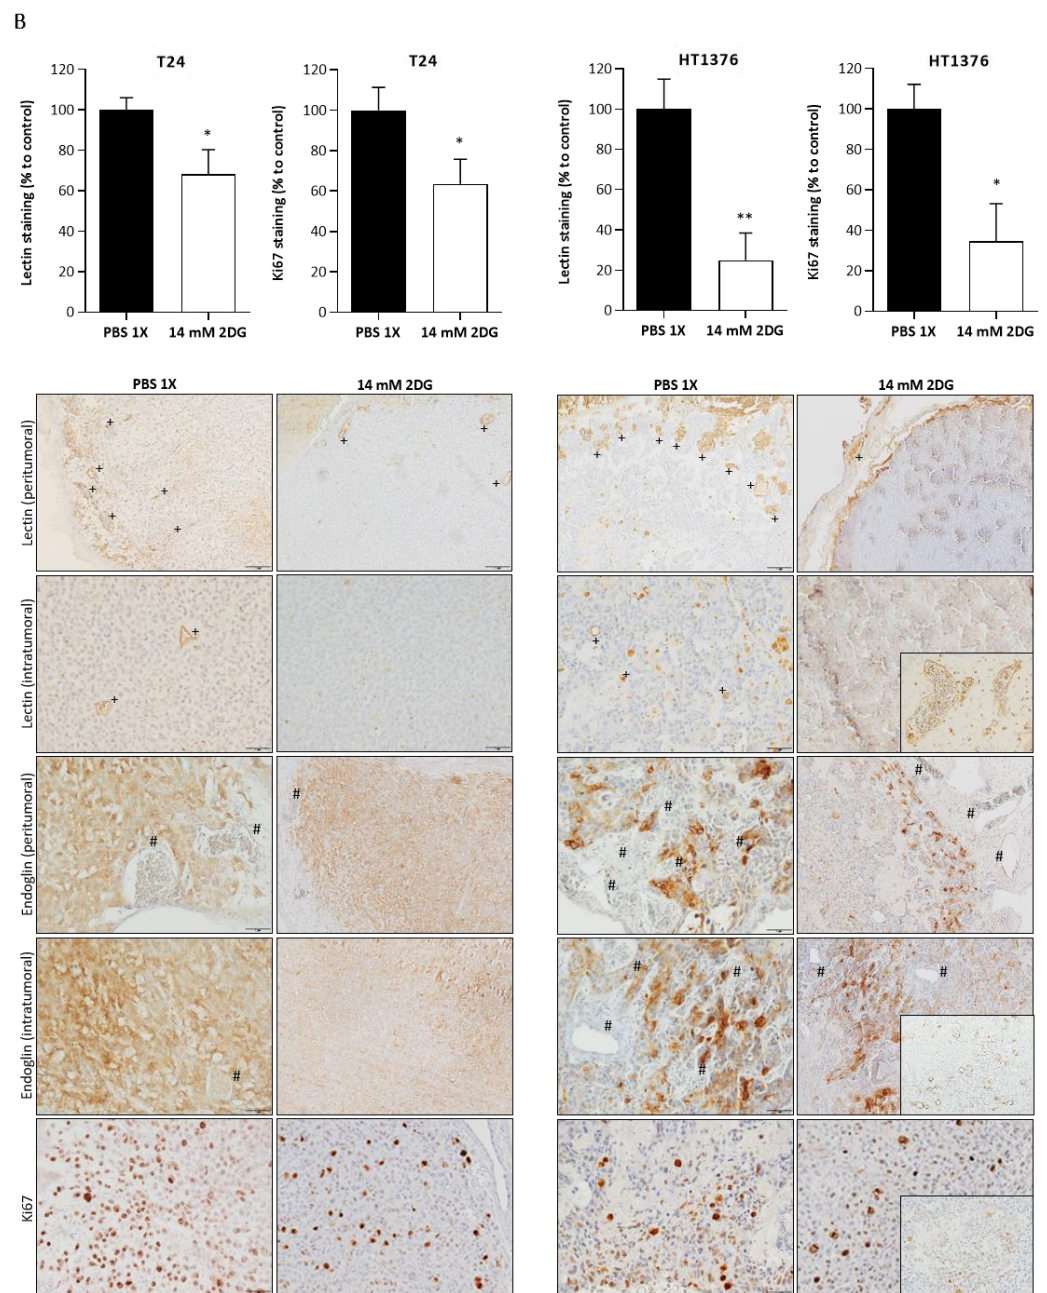 B
T24
Lectin staining (% to control)
120
100
80
60
40
20
0
*
PBS 1X 14 mM 2DG
T24
Ki67 staining (% to control)
120
100
80
60
40
20
0
*
PBS 1X 14 mM 2DG
HT1376
Lectin staining (% to control)
120
100
80
60
40
20
0
**
PBS 1X 14 mM 2DG
HT1376
Ki67 staining (% to control)
120
100
80
60
40
20
0
*
PBS 1X 14 mM 2DG
PBS 1X 14 mM 2DG PBS 1X 14 mM 2DG
Lectin (peritumoral)
+ + + + + + +
+ + +
+ + + + + + + +
+
Lectin (intratumoral)
+ +
+ + +
Endoglin (peritumoral)
# #
#
# # # # #
# # #
Endoglin (intratumoral)
#
# # # #
# #
Ki67